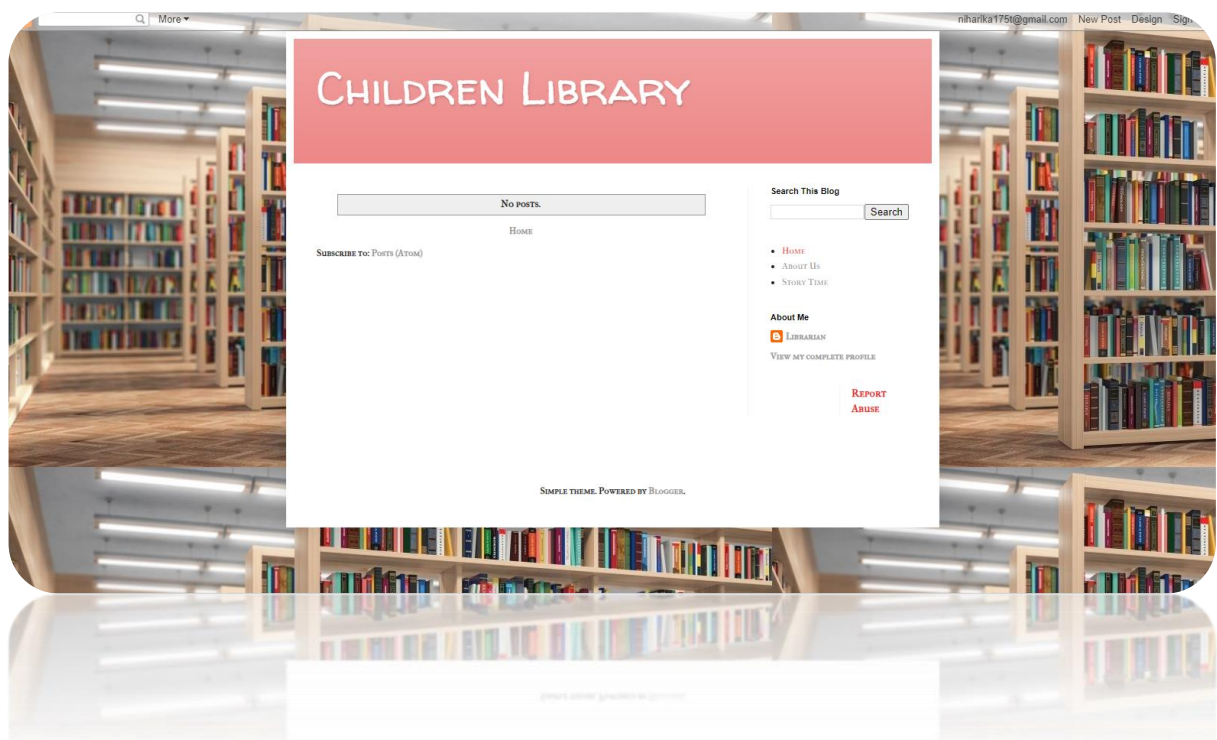 More
niharika175t@gmail.com New Post Design Sign
Children Library
No posts.
Home
Subscribe to: Posts (Atom)
Search This Blog
Search
Home
About Us
Story Time
About Me
Librarian
View my complete profile
Report
Abuse
Simple theme. Powered by Blogger.